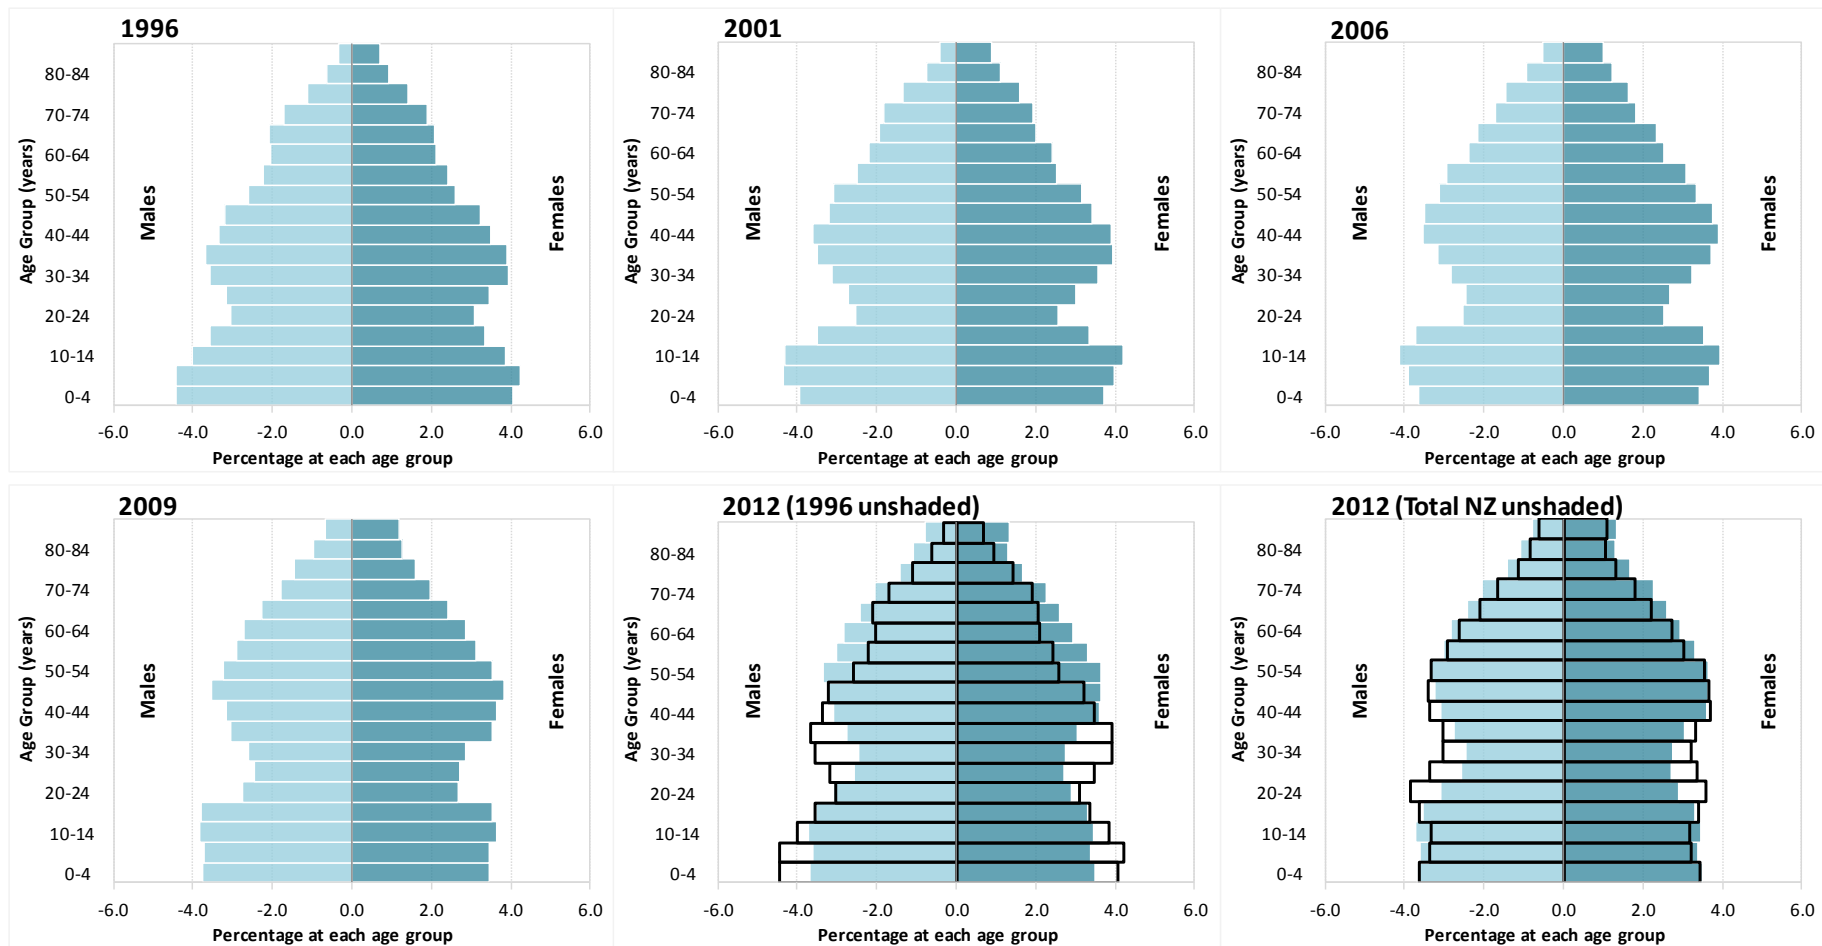 1996
80-84
70-74
60-64
50-54
40-44
30-34
20-24
10-14
0-4
Age Group (years)
Males
Females
-6.0 -4.0 -2.0 0.0 2.0 4.0 6.0
Percentage at each age group
2001
80-84
70-74
60-64
50-54
40-44
30-34
20-24
10-14
0-4
Age Group (years)
Males
Females
-6.0 -4.0 -2.0 0.0 2.0 4.0 6.0
Percentage at each age group
2006
80-84
70-74
60-64
50-54
40-44
30-34
20-24
10-14
0-4
Age Group (years)
Males
Females
-6.0 -4.0 -2.0 0.0 2.0 4.0 6.0
Percentage at each age group
2009
80-84
70-74
60-64
50-54
40-44
30-34
20-24
10-14
0-4
Age Group (years)
Males
Females
-6.0 -4.0 -2.0 0.0 2.0 4.0 6.0
Percentage at each age group
2012 (1996 unshaded)
80-84
70-74
60-64
50-54
40-44
30-34
20-24
10-14
0-4
Age Group (years)
Males
Females
-6.0 -4.0 -2.0 0.0 2.0 4.0 6.0
Percentage at each age group
2012 (Total NZ unshaded)
80-84
70-74
60-64
50-54
40-44
30-34
20-24
10-14
0-4
Age Group (years)
Males
Females
-6.0 -4.0 -2.0 0.0 2.0 4.0 6.0
Percentage at each age group